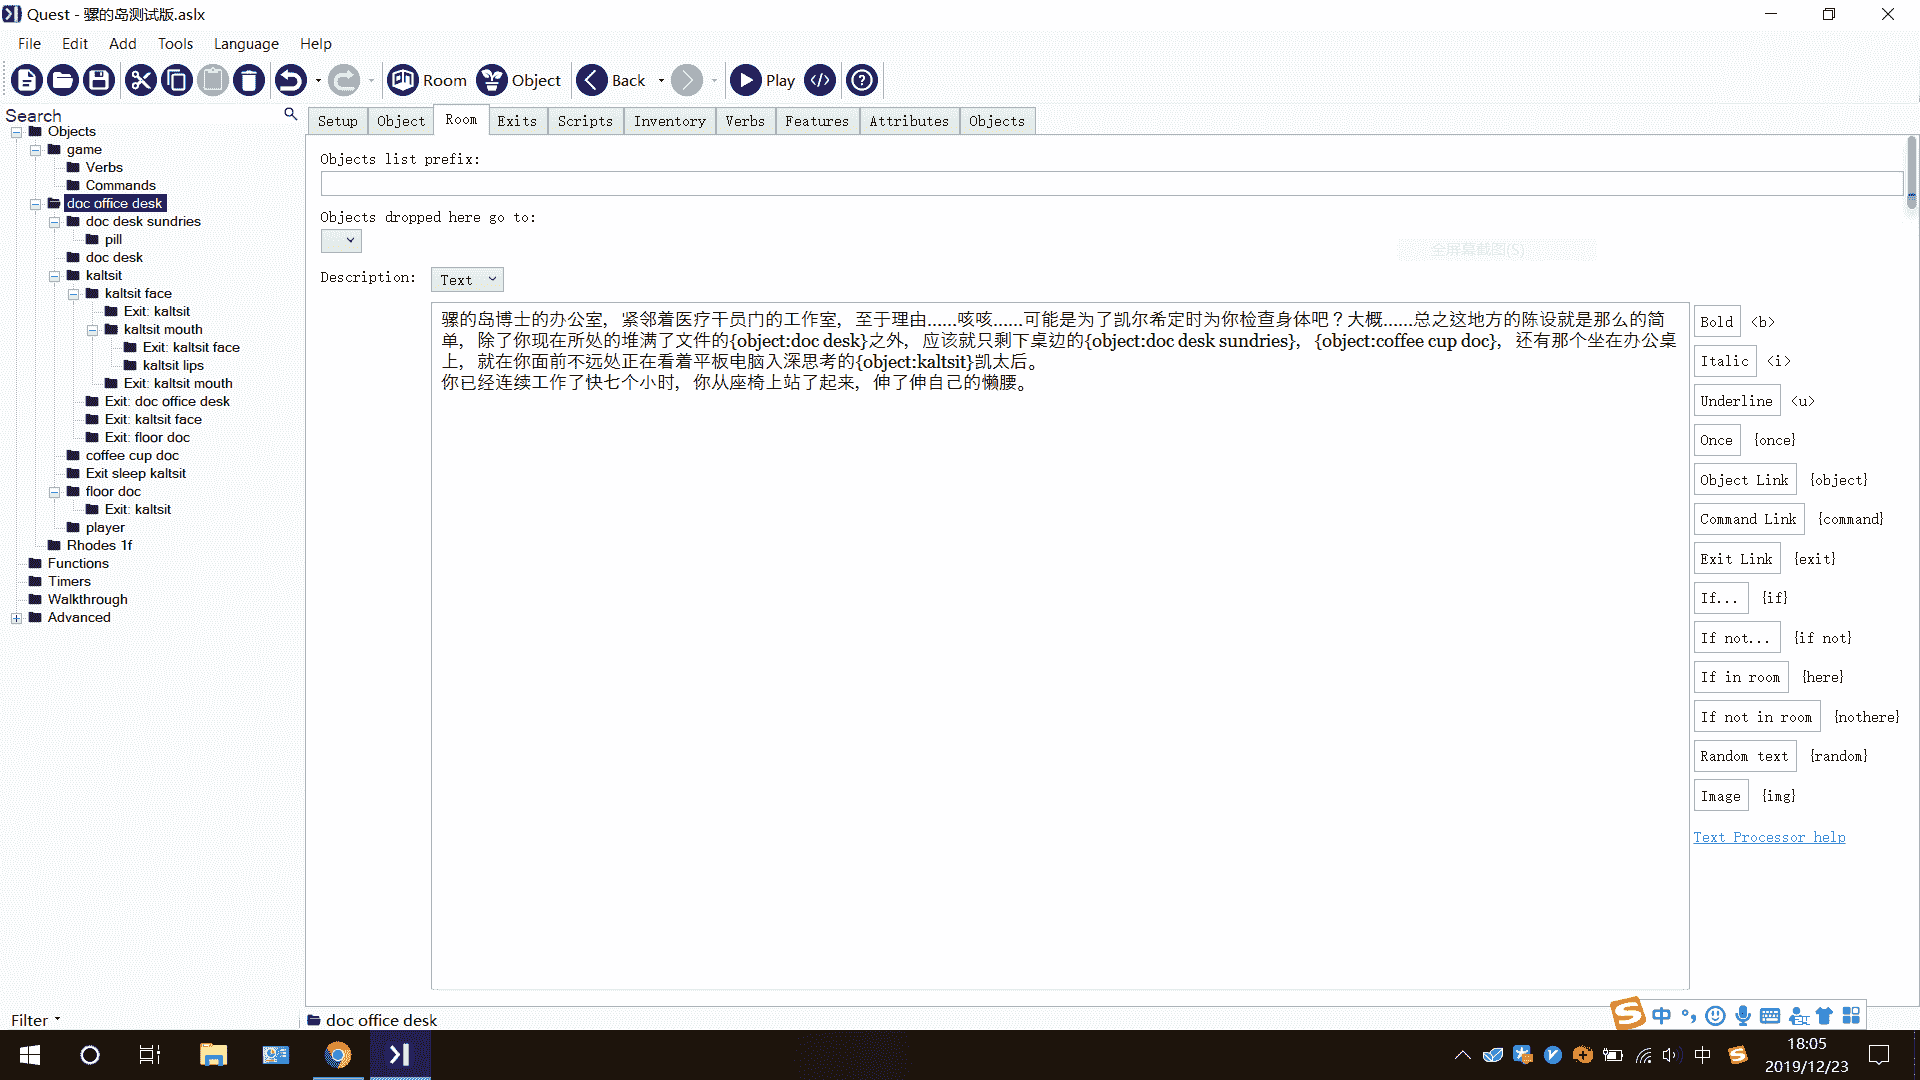 Quest - 骡的岛测试版.aslx
File Edit Add Tools Language Help
Room Object Back Play
Search
Objects
game
Verbs
Commands
doc office desk
doc desk sundries
pill
doc desk
kaltsit
kaltsit face
Exit: kaltsit
kaltsit mouth
Exit: kaltsit face
kaltsit lips
Exit: kaltsit mouth
Exit: doc office desk
Exit: kaltsit face
Exit: floor doc
coffee cup doc
Exit sleep kaltsit
floor doc
Exit: kaltsit
player
Rhodes 1f
Functions
Timers
Walkthrough
Advanced
Filter
Setup Object Room Exits Scripts Inventory Verbs Features Attributes Objects
Objects list prefix:
Objects dropped here go to:
全屏幕截图(S)
Description: Text
骡的岛博士的办公室，紧邻着医疗干员门的工作室，至于理由......咳咳......可能是为了凯尔希定时为你检查身体吧？大概......总之这地方的陈设就是那么的简
单，除了你现在所处的堆满了文件的{object:doc desk}之外，应该就只剩下桌边的{object:doc desk sundries}，{object:coffee cup doc}，还有那个坐在办公桌
上，就在你面前不远处正在看着平板电脑入深思考的{object:kaltsit}凯太后。
你已经连续工作了快七个小时，你从座椅上站了起来，伸了伸自己的懒腰。
Bold <b>
Italic <i>
Underline <u>
Once {once}
Object Link {object}
Command Link {command}
Exit Link {exit}
If... {if}
If not... {if not}
If in room {here}
If not in room {nothere}
Random text {random}
Image {img}
Text Processor help
doc office desk
中
中
18:05
2019/12/23